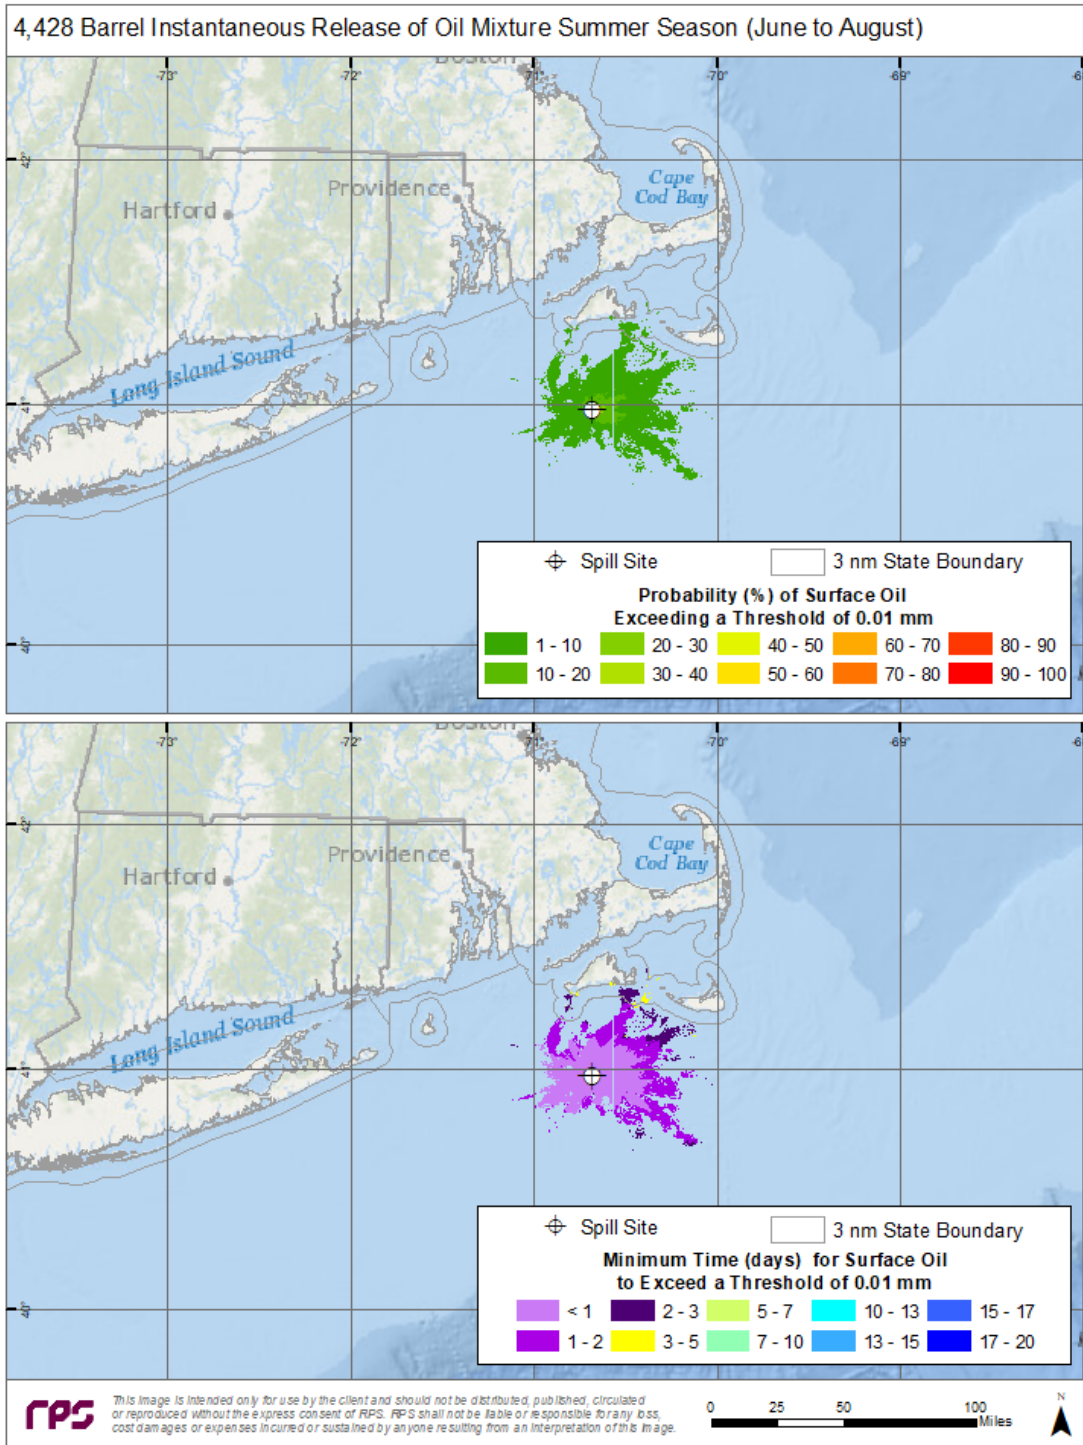 4,428 Barrel Instantaneous Release of Oil Mixture Summer Season (June to August)
Boston
-73°
-72°
-71°
-70°
-69°
42°
Cape
Cod Bay
Providence
Hartford
Long Island Sound
41°
Spill Site
3 nm State Boundary
Probability (%) of Surface Oil
Exceeding a Threshold of 0.01 mm
40°
1 - 10
20 - 30
40 - 50
60 - 70
80 - 90
10 - 20
30 - 40
50 - 60
70 - 80
90 - 100
Boston
-73°
-72°
-71°
-70°
-69°
42°
Cape
Cod Bay
Providence
Hartford
Long Island Sound
41°
Spill Site
3 nm State Boundary
Minimum Time (days) for Surface Oil
to Exceed a Threshold of 0.01 mm
40°
< 1
2 - 3
5 - 7
10 - 13
15 - 17
1 - 2
3 - 5
7 - 10
13 - 15
17 - 20
rps
This image is intended only for use by the client and should not be distributed, published, circulated
or reproduced without the express consent of RPS. RPS shall not be liable or responsible for any loss,
cost damages or expenses incurred or sustained by anyone resulting from an interpretation of this image.
0 25 50 100
Miles
N